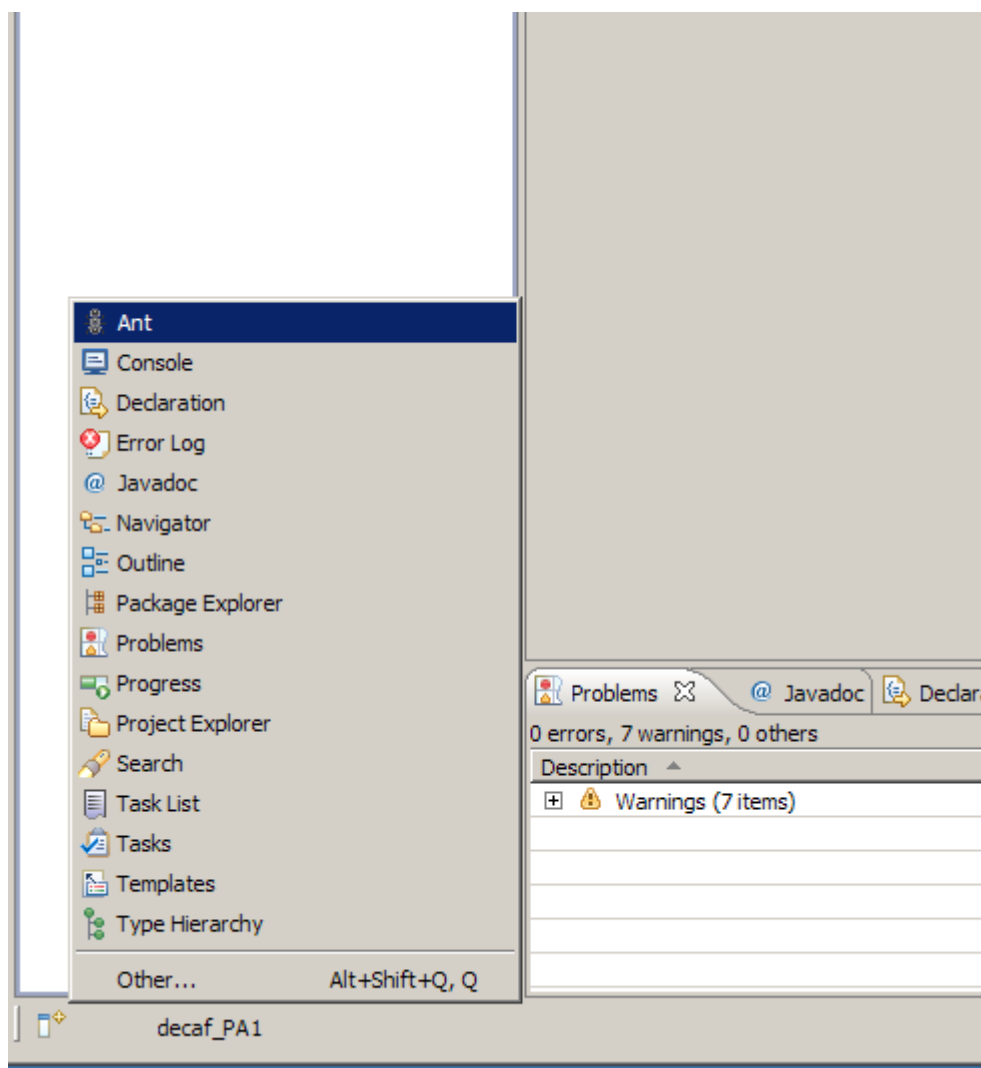 Ant
Console
Declaration
Error Log
@ Javadoc
Navigator
Outline
Package Explorer
Problems
Progress
Project Explorer
Search
Task List
Tasks
Templates
Type Hierarchy
Other... Alt+Shift+Q, Q
Problems @ Javadoc Declar
0 errors, 7 warnings, 0 others
Description
Warnings (7 items)
decaf_PA1